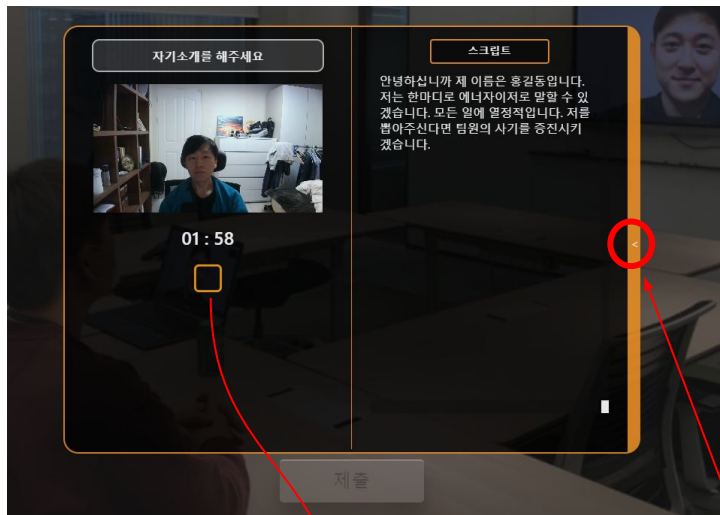 자기소개를 해주세요
01 : 58
스크립트
안녕하십니까 제 이름은 홍길동입니다.
저는 한마디로 에너자이저로 말할 수 있
겠습니다. 모든 일에 열정적입니다. 저를
뽑아주신다면 팀원의 사기를 증진시키
겠습니다.
<
제출